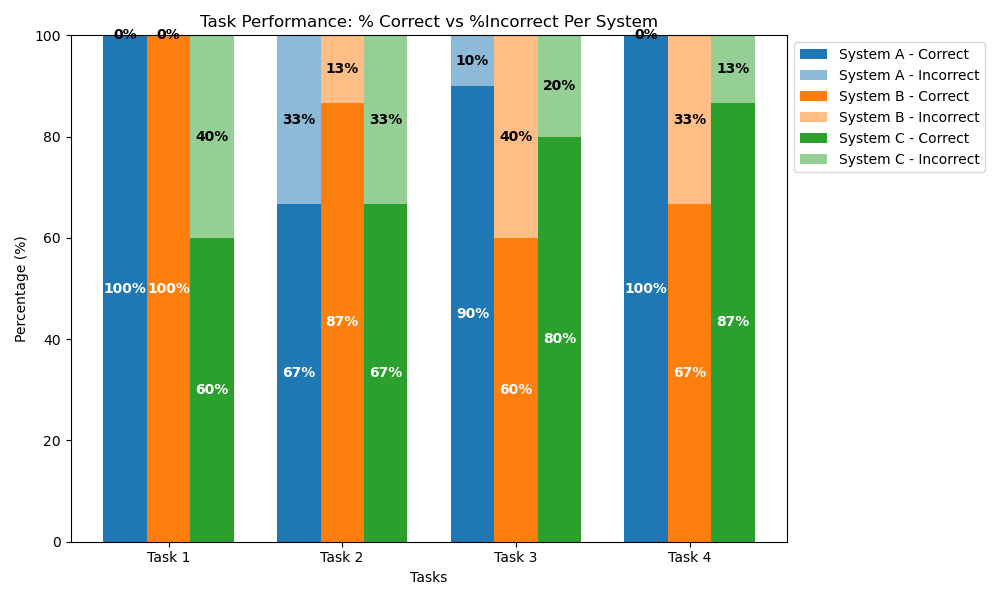 Task Performance: % Correct vs %Incorrect Per System
Percentage (%)
100
80
60
40
20
0
0%
0%
40%
100%
100%
60%
33%
13%
33%
67%
87%
67%
10%
40%
20%
90%
60%
80%
0%
33%
13%
100%
67%
87%
Task 1
Task 2
Task 3
Task 4
Tasks
System A - Correct
System A - Incorrect
System B - Correct
System B - Incorrect
System C - Correct
System C - Incorrect